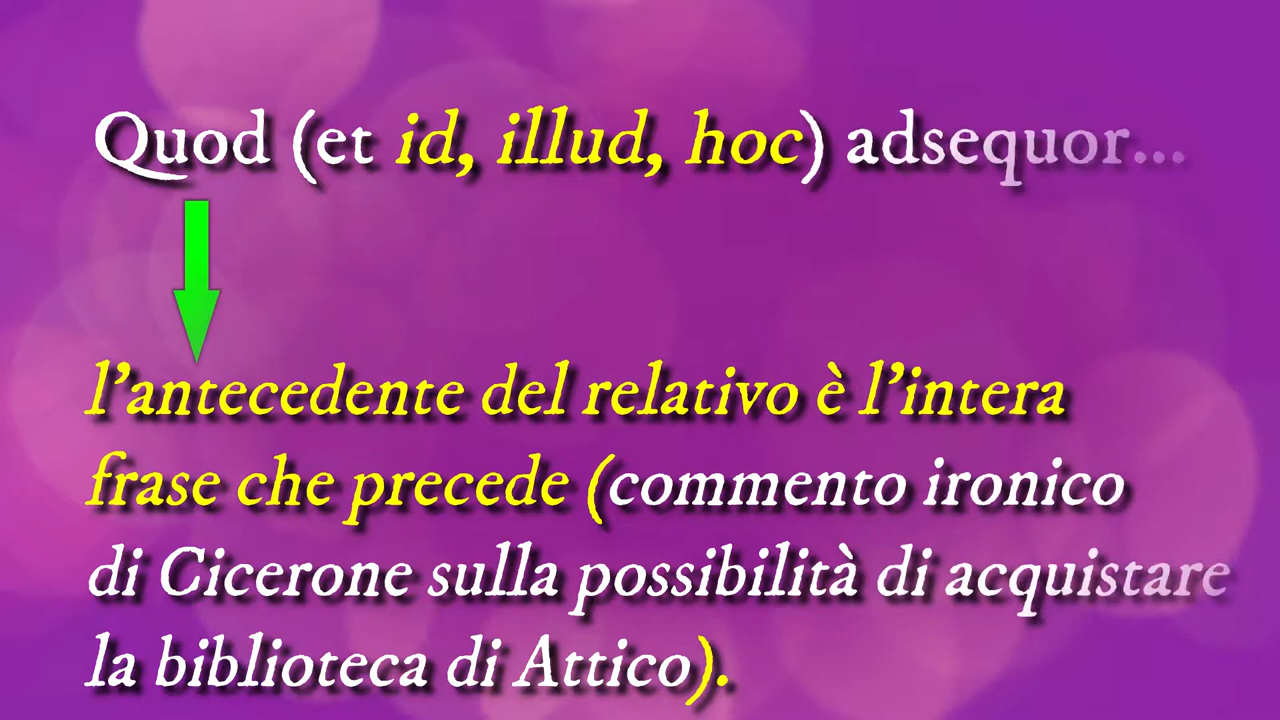 Quod (et id, illud, hoc) adsequor...
l’antecedente del relativo è l’intera
frase che precede (commento ironico
di Cicerone sulla possibilità di acquistare
la biblioteca di Attico).